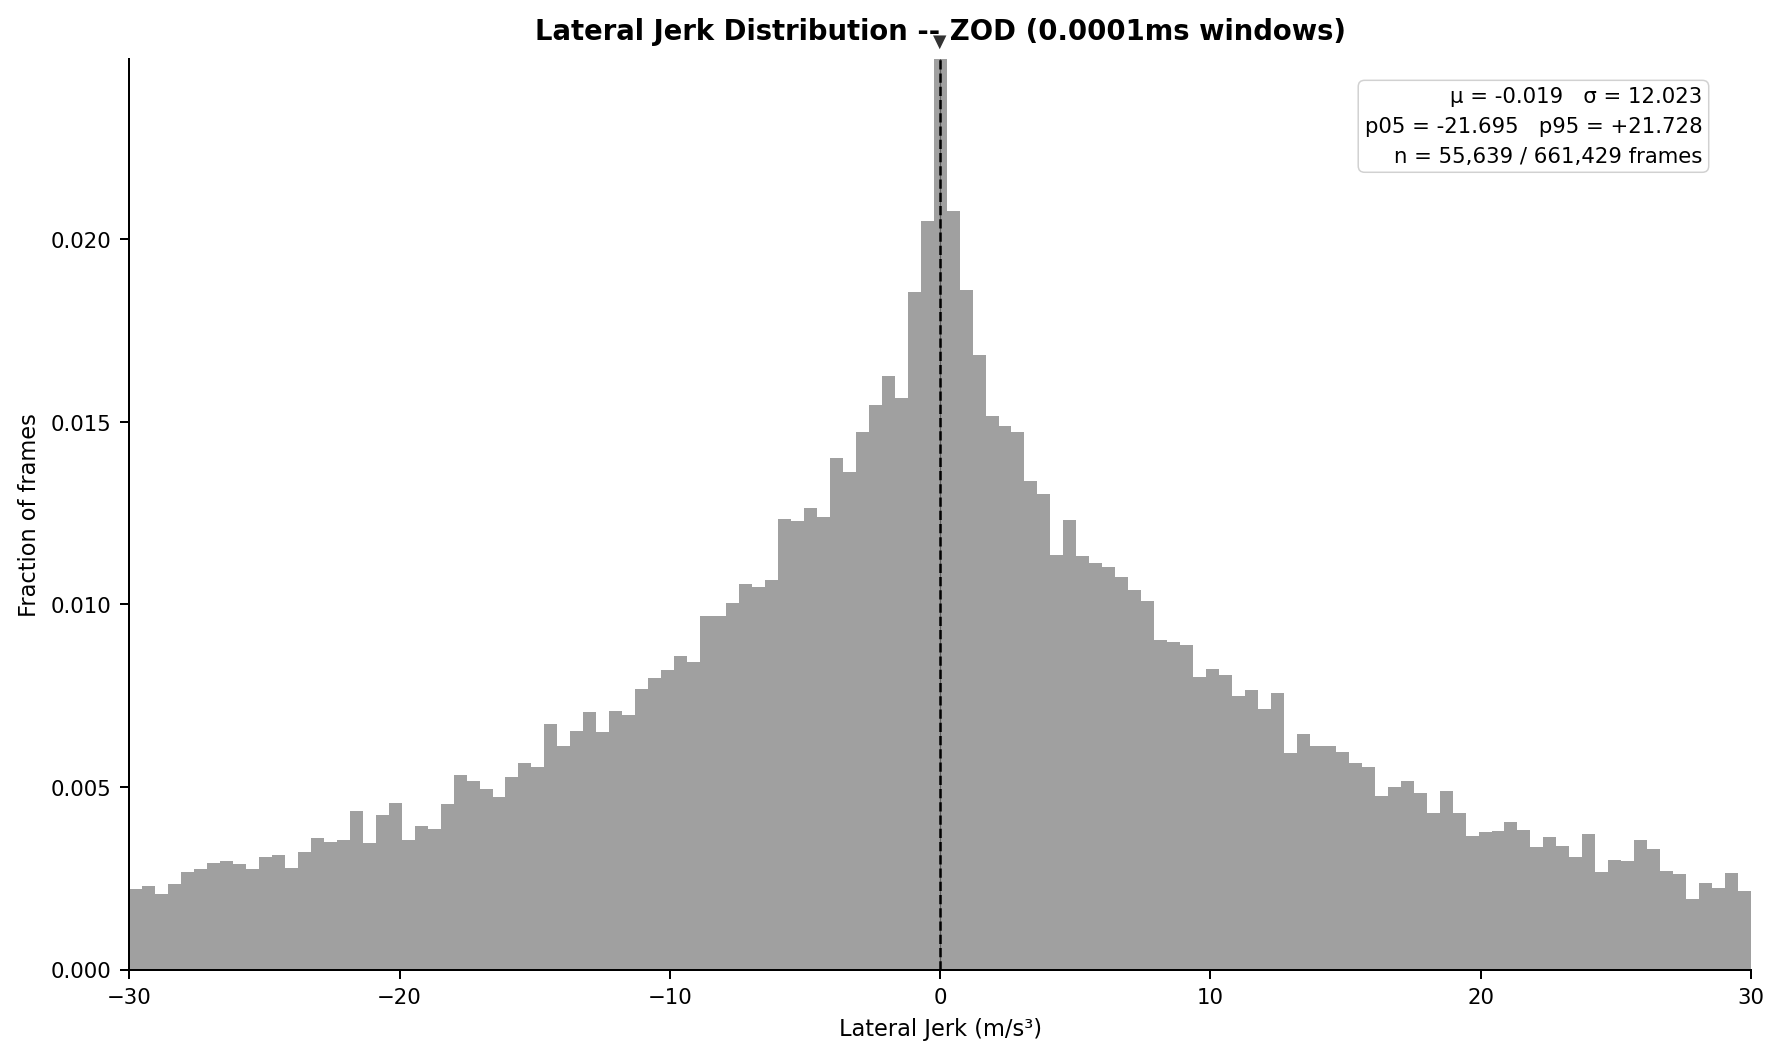 Lateral Jerk Distribution -- ZOD (0.0001ms windows)
μ = -0.019   σ = 12.023
p05 = -21.695   p95 = +21.728
n = 55,639 / 661,429 frames
Fraction of frames
0.020
0.015
0.010
0.005
0.000
−30
−20
−10
0
10
20
30
Lateral Jerk (m/s³)